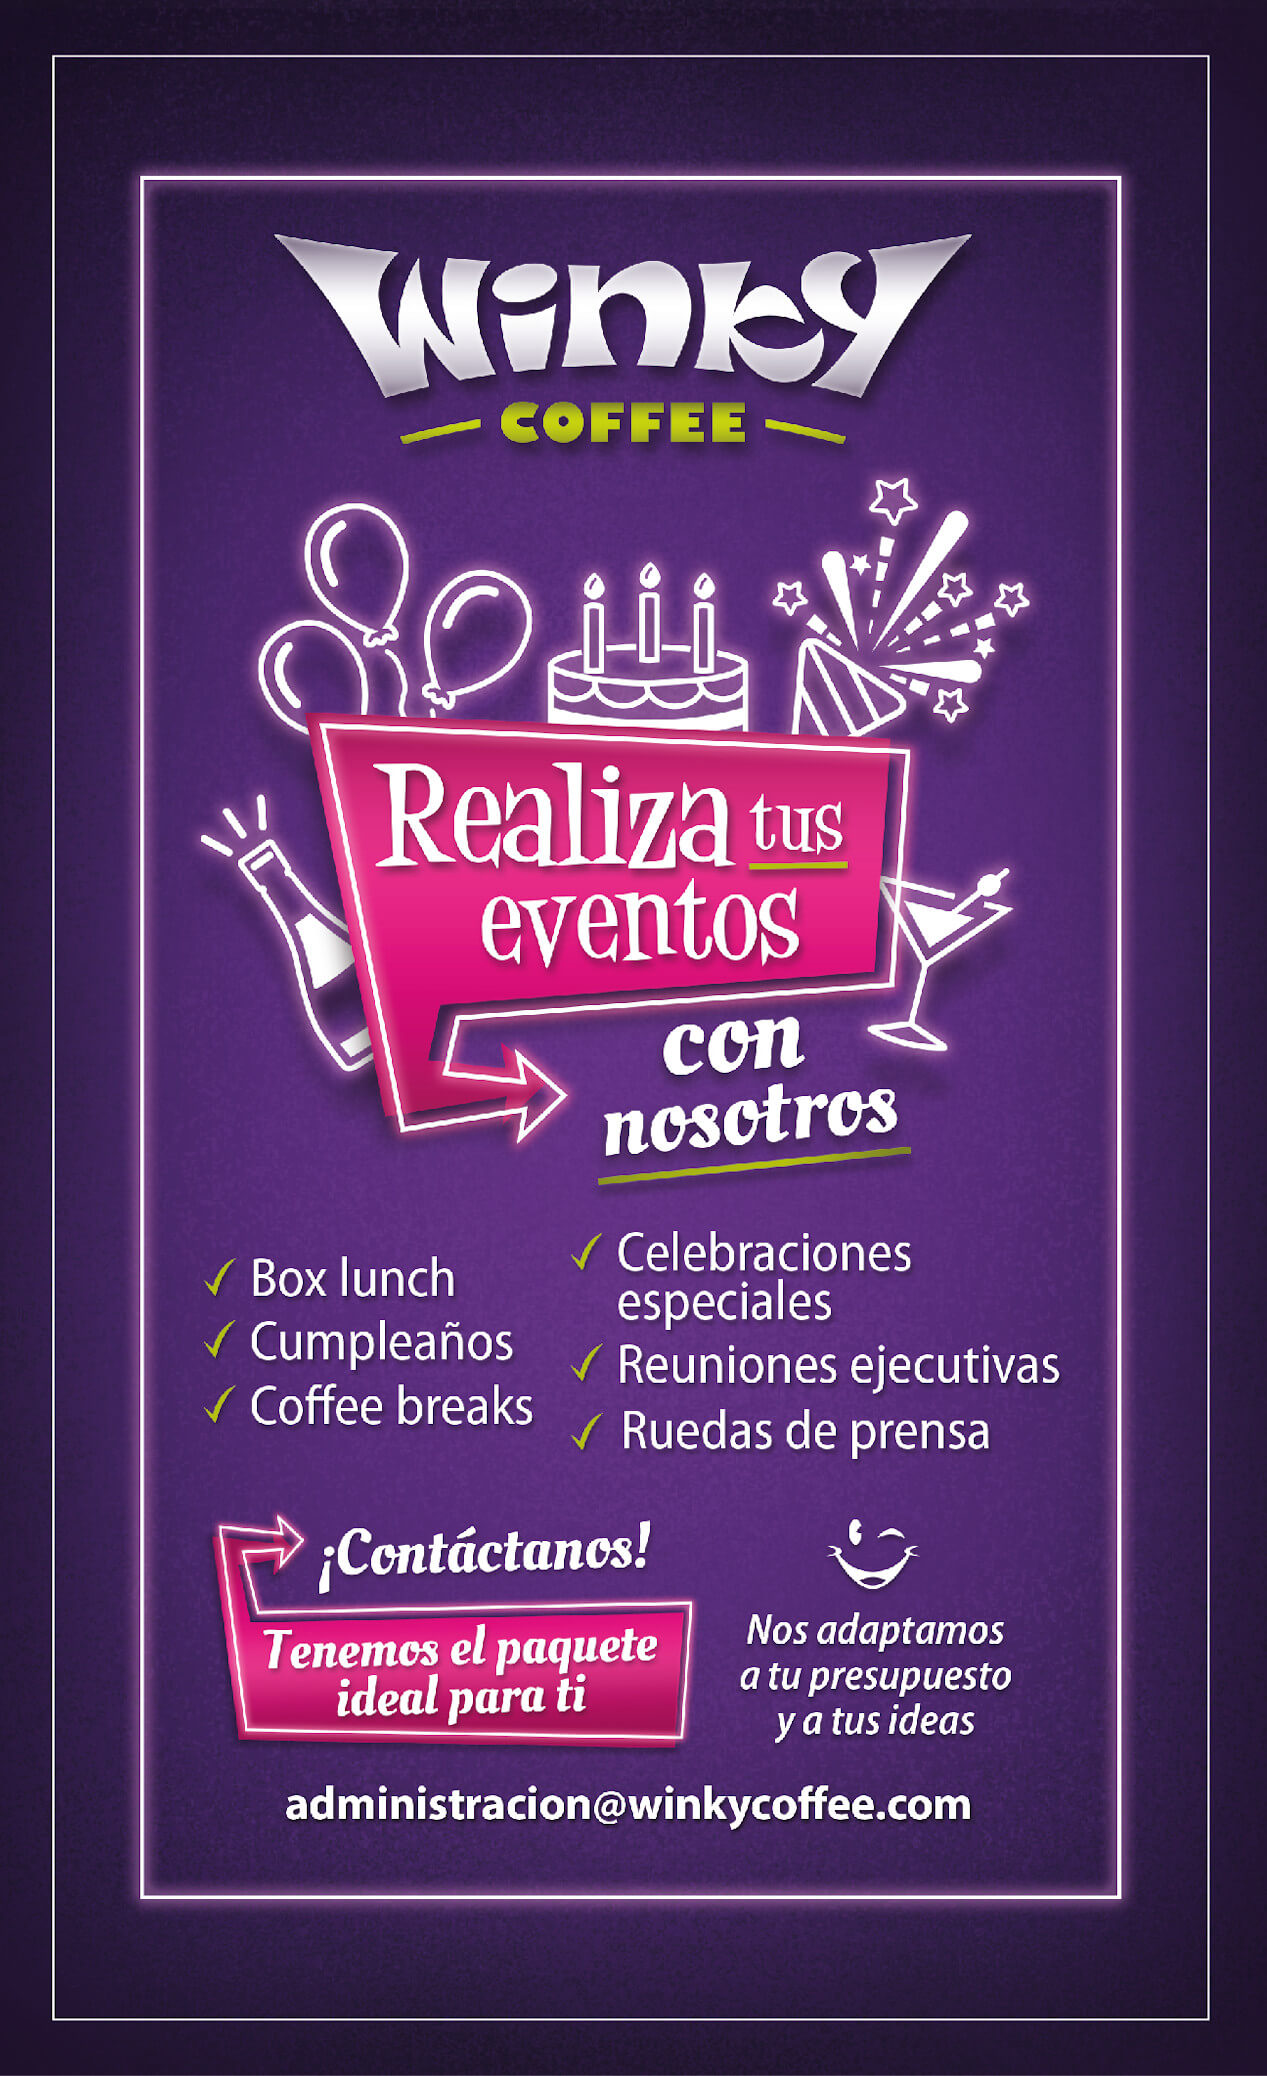 Winky
COFFEE
Realiza tus
eventos
con
nosotros
Box lunch
Cumpleaños
Coffee breaks
Celebraciones
especiales
Reuniones ejecutivas
Ruedas de prensa
¡Contáctanos!
Tenemos el paquete
ideal para ti
Nos adaptamos
a tu presupuesto
y a tus ideas
administracion@winkycoffee.com